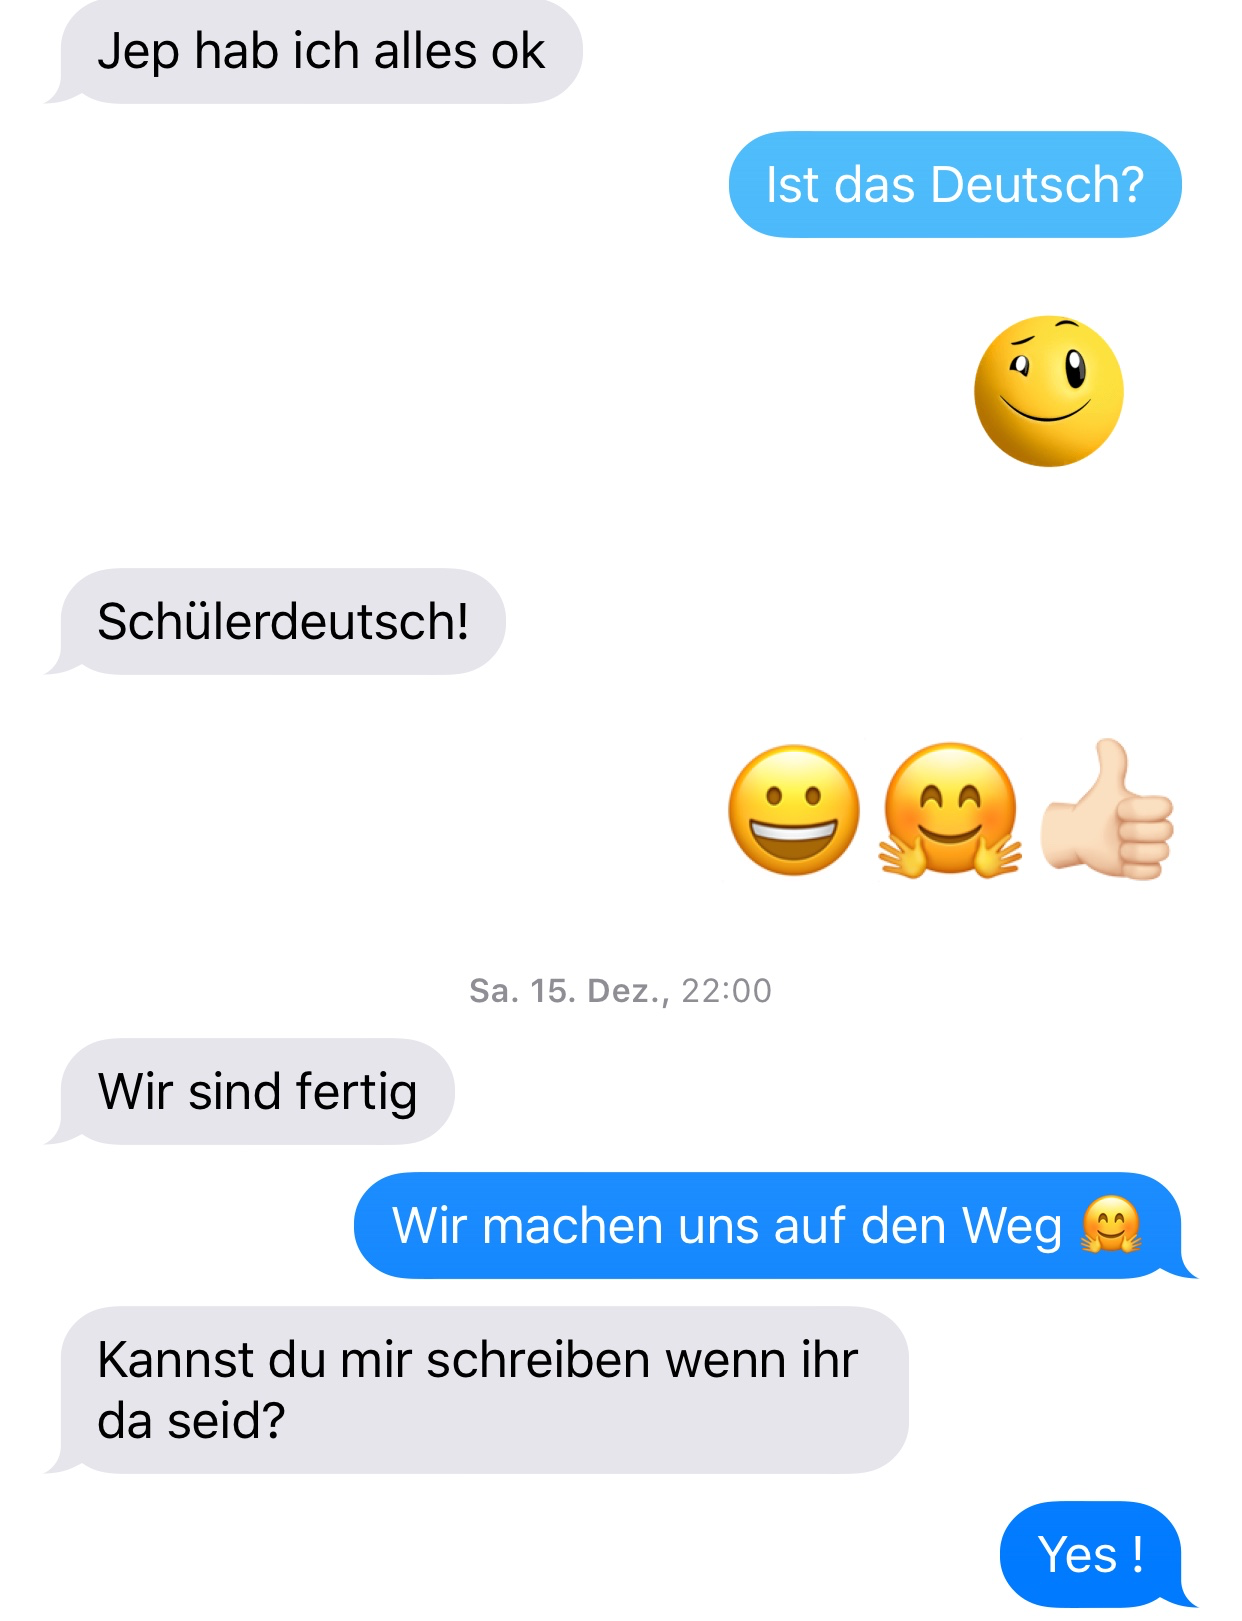 Jep hab ich alles ok
Ist das Deutsch?
Schülerdeutsch!
😀🤗👍🏻
Sa. 15. Dez., 22:00
Wir sind fertig
Wir machen uns auf den Weg 🤗
Kannst du mir schreiben wenn ihr
da seid?
Yes !